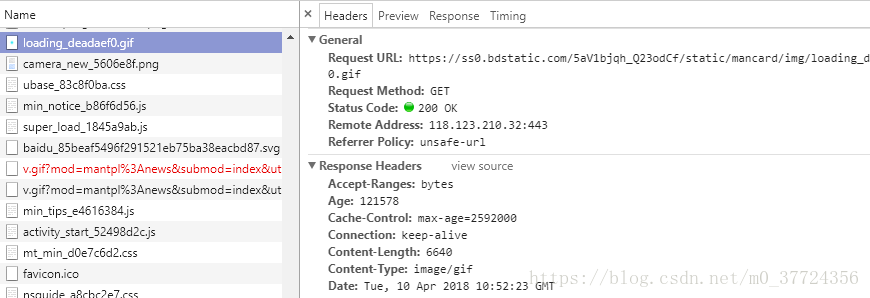 Name
loading_deadaef0.gif
camera_new_5606e8f.png
ubase_83c8f0ba.css
min_notice_b86f6d56.js
super_load_1845a9ab.js
baidu_85beaf5496f291521eb75ba38eacbd87.svg
v.gif?mod=mantpl%3Anews&submod=index&ut
v.gif?mod=mantpl%3Anews&submod=index&ut
min_tips_e4616384.js
activity_start_52498d2c.js
mt_min_d0e7c6d2.css
favicon.ico
nsguide_a8cbc2e7.css
× Headers Preview Response Timing
▼ General
Request URL: https://ss0.bdstatic.com/5aV1bjqh_Q23odCf/static/mancard/img/loading_d
0.gif
Request Method: GET
Status Code: 200 OK
Remote Address: 118.123.210.32:443
Referrer Policy: unsafe-url
▼ Response Headers view source
Accept-Ranges: bytes
Age: 121578
Cache-Control: max-age=2592000
Connection: keep-alive
Content-Length: 6640
Content-Type: image/gif
Date: Tue, 10 Apr 2018 10:52:23 GMT
https://blog.csdn.net/m0_37724356